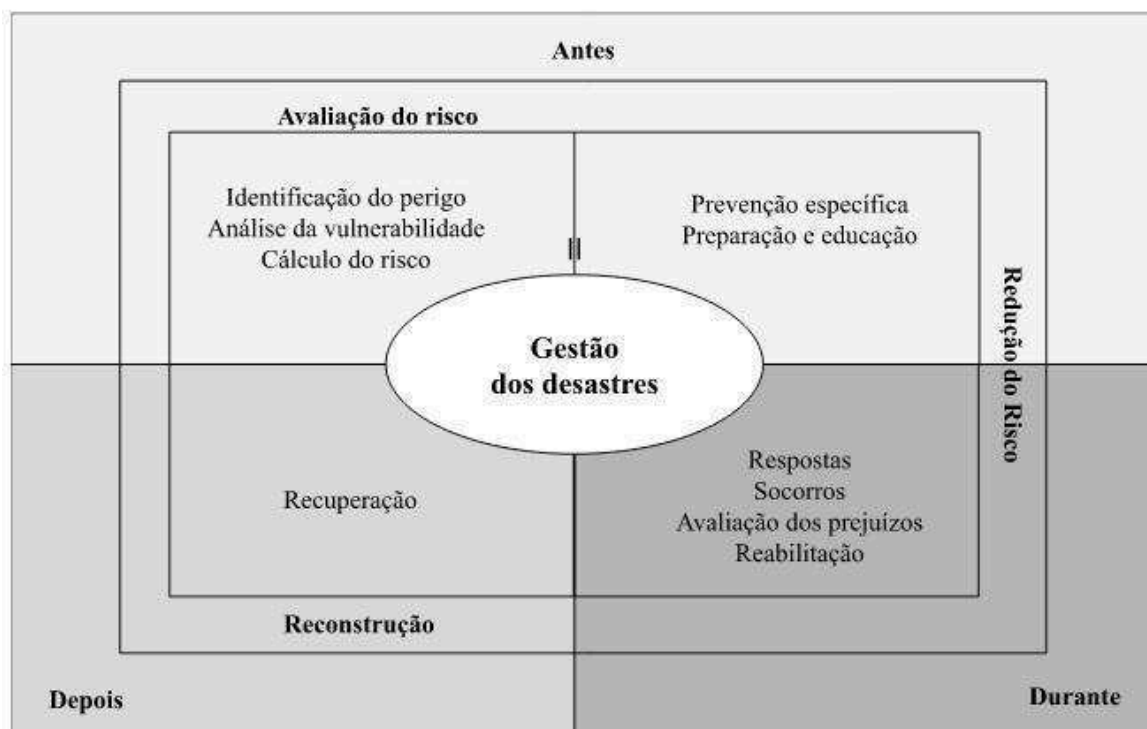 Antes
Avaliação do risco
Identificação do perigo
Análise da vulnerabilidade
Cálculo do risco
Prevenção específica
Preparação e educação
Redução do Risco
Gestão
dos desastres
Recuperação
Respostas
Socorros
Avaliação dos prejuízos
Reabilitação
Reconstrução
Depois
Durante